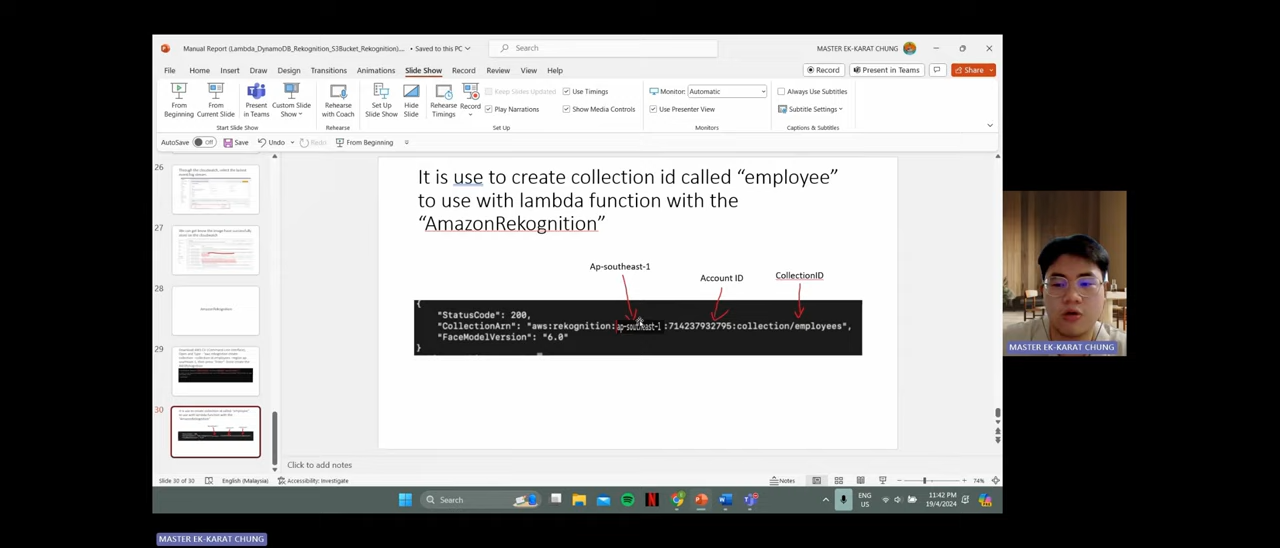 Manual Report (Lambda_DynamoDB_Rekognition_S3Bucket_Rekognition).... • Saved to this PC
Search
MASTER EK-KARAT CHUNG
File Home Insert Draw Design Transitions Animations Slide Show Record Review View Help
Record
Present in Teams
Share
From Beginning
From Current Slide
Present in Teams
Custom Slide Show
Start Slide Show
Rehearse with Coach
Rehearse
Set Up Slide Show
Hide Slide
Rehearse Timings
Record
Keep Slides Updated
Use Timings
Play Narrations
Show Media Controls
Set Up
Monitor: Automatic
Use Presenter View
Monitors
Always Use Subtitles
Subtitle Settings
Captions & Subtitles
AutoSave Off Save Undo Redo From Beginning
26
27
28
29
30
It is use to create collection id called “employee”
to use with lambda function with the
“AmazonRekognition”
Ap-southeast-1
Account ID
CollectionID
{
"StatusCode": 200,
"CollectionArn": "aws:rekognition:ap-southeast-1:714237932795:collection/employees",
"FaceModelVersion": "6.0"
}
Click to add notes
Slide 30 of 30 English (Malaysia) Accessibility: Investigate Notes 74%
Search
ENG
US
11:42 PM
19/4/2024
MASTER EK-KARAT CHUNG
MASTER EK-KARAT CHUNG